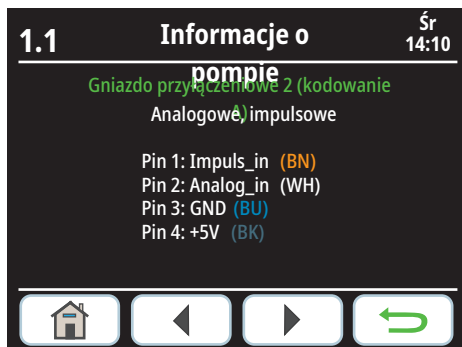 1.1
Informacje o
pompie
Śr
14:10
Gniazdo przyłączeniowe 2 (kodowanie
A)
Analogowe, impulsowe
Pin 1: Impuls_in (BN)
Pin 2: Analog_in (WH)
Pin 3: GND (BU)
Pin 4: +5V (BK)